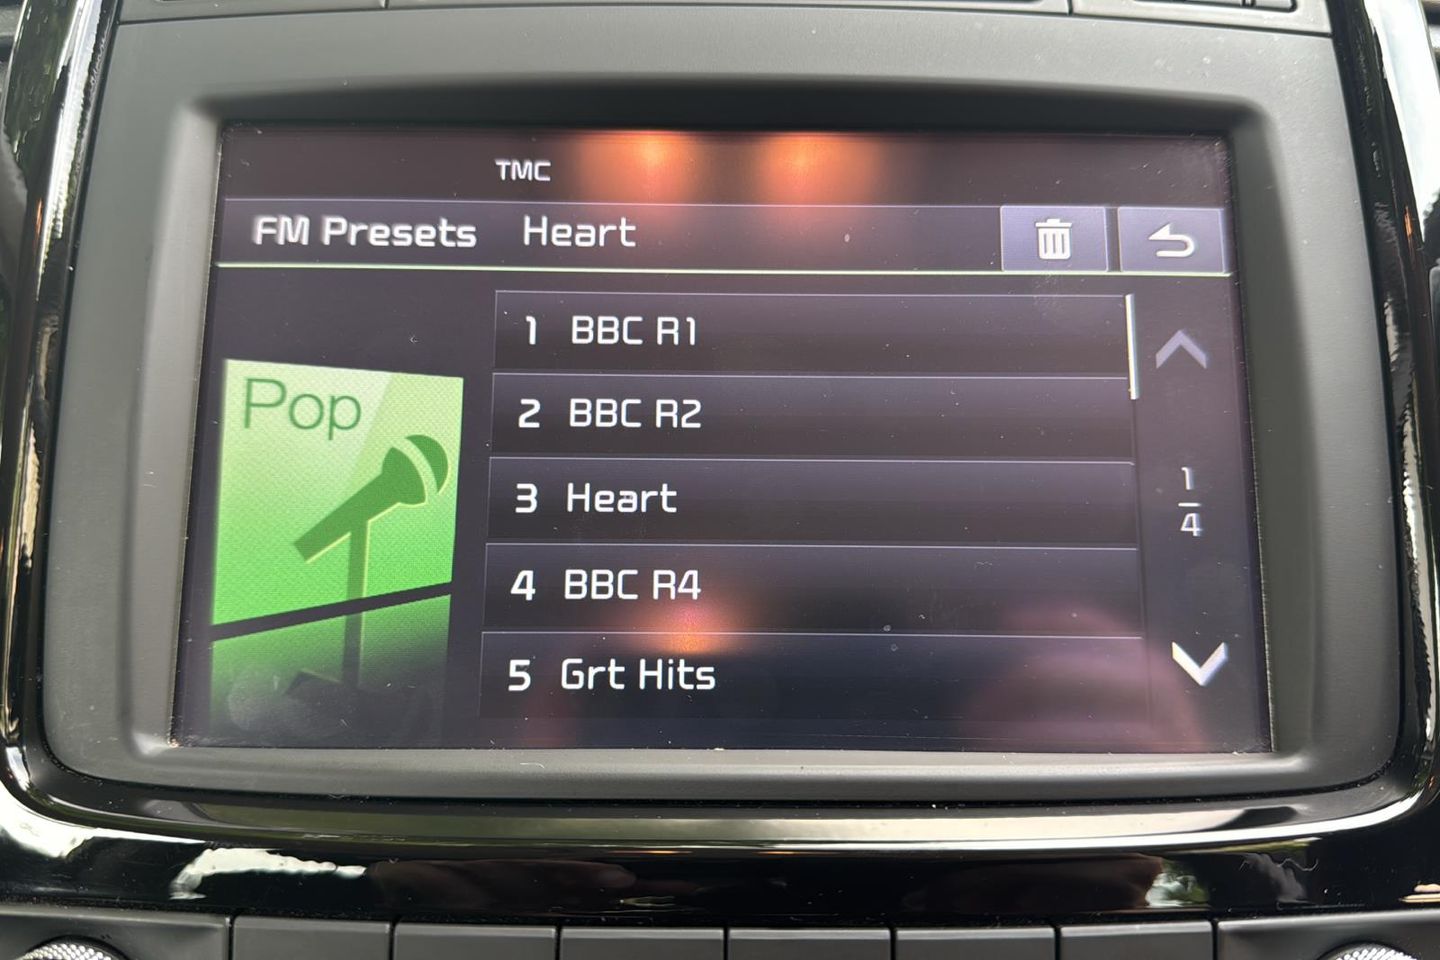 TMC
FM Presets Heart
Pop
1 BBC R1
2 BBC R2
3 Heart
4 BBC R4
5 Grt Hits
1
4